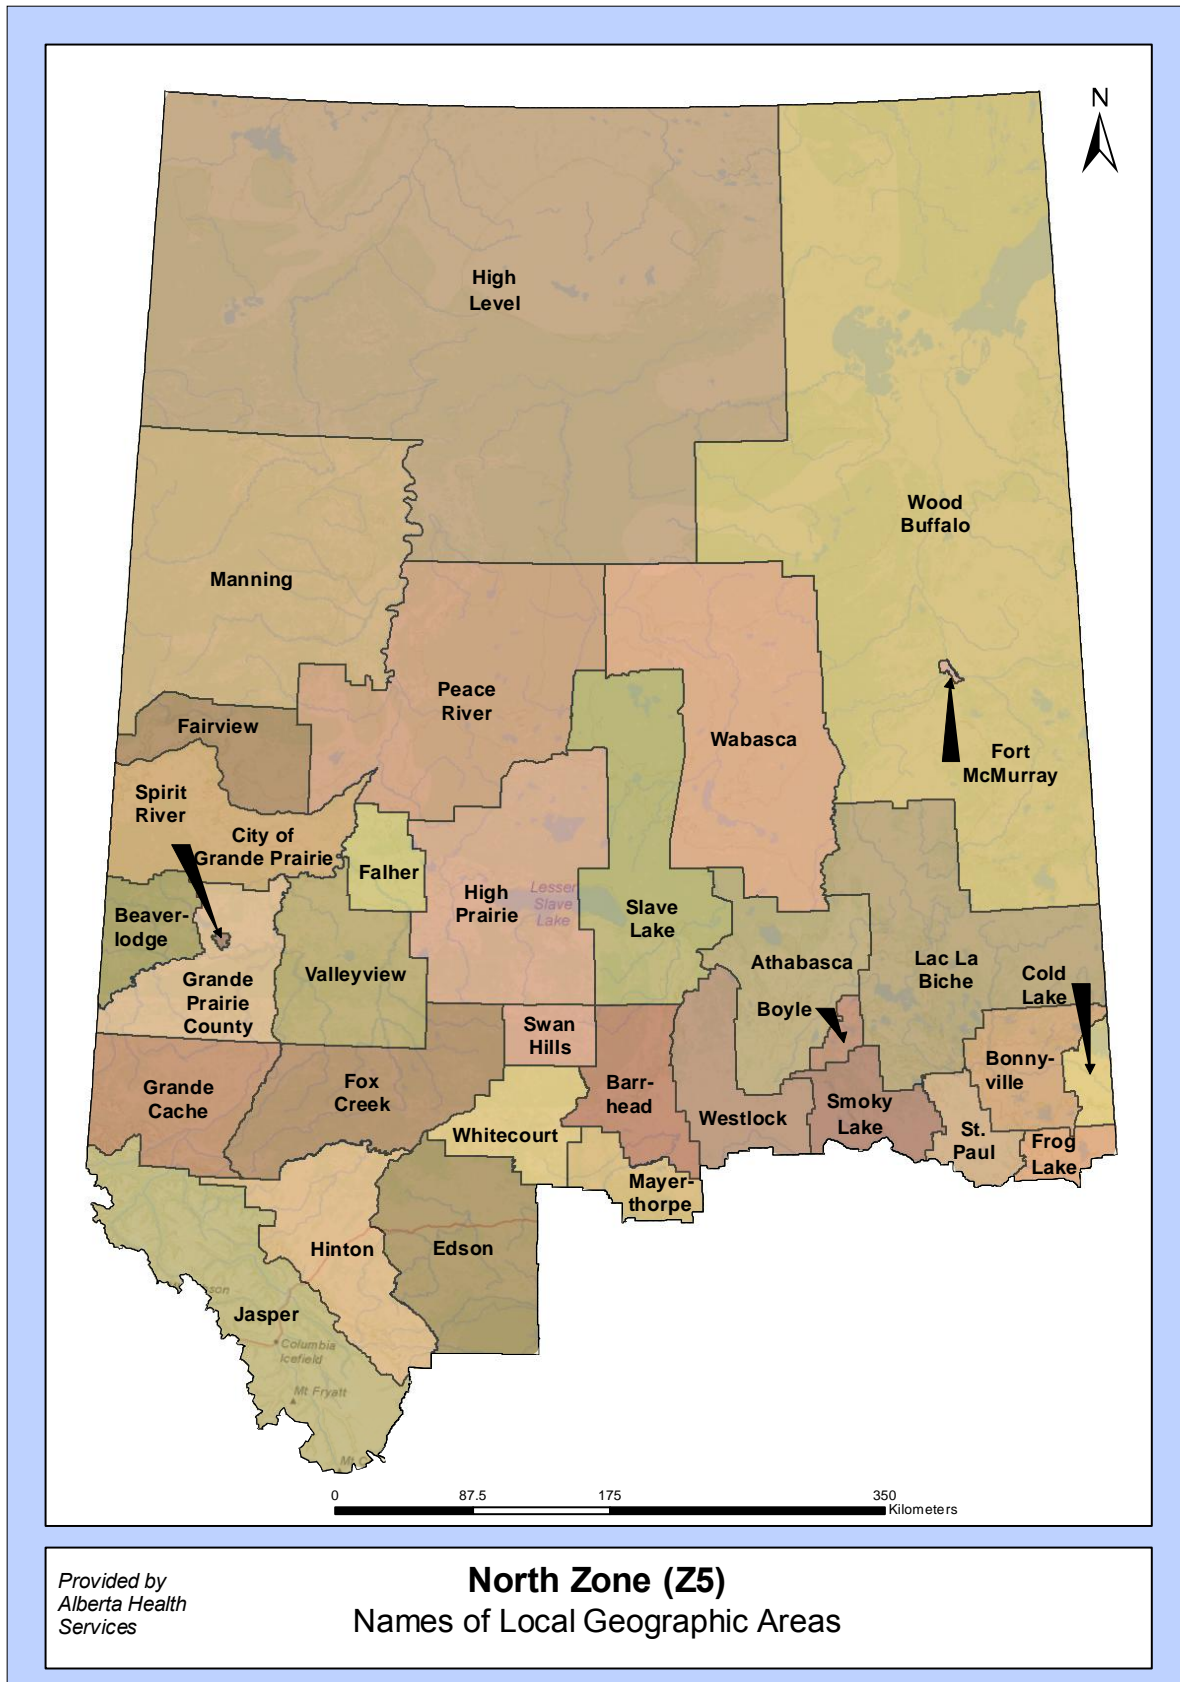 N
High
Level
Wood
Buffalo
Manning
Peace
River
Fairview
Wabasca
Fort
McMurray
Spirit
River
City of
Grande Prairie
Falher
High
Prairie
Lesser
Slave
Lake
Slave
Lake
Beaver-
lodge
Athabasca
Lac La
Biche
Cold
Lake
Valleyview
Grande
Prairie
County
Boyle
Swan
Hills
Bonny-
ville
Grande
Cache
Fox
Creek
Barr-
head
Westlock
Smoky
Lake
Whitecourt
St.
Paul
Frog
Lake
Mayer-
thorpe
Hinton
Edson
Jasper
Columbia
Icefield
Mt Fryatt
0 87.5 175 350
Kilometers
Provided by
Alberta Health
Services
North Zone (Z5)
Names of Local Geographic Areas